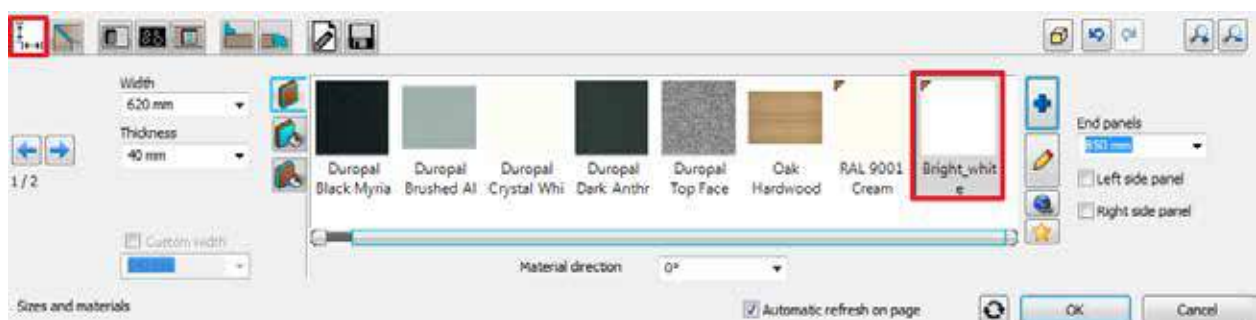 Width
620 mm
Thickness
40 mm
1 / 2
Custom width
Duropal
Black Myria
Duropal
Brushed Al
Duropal
Crystal Whi
Duropal
Dark Anthr
Duropal
Top Face
Oak
Hardwood
RAL 9001
Cream
Bright_whit
e
Material direction
0°
End panels
850 mm
Left side panel
Right side panel
Sizes and materials
Automatic refresh on page
OK
Cancel